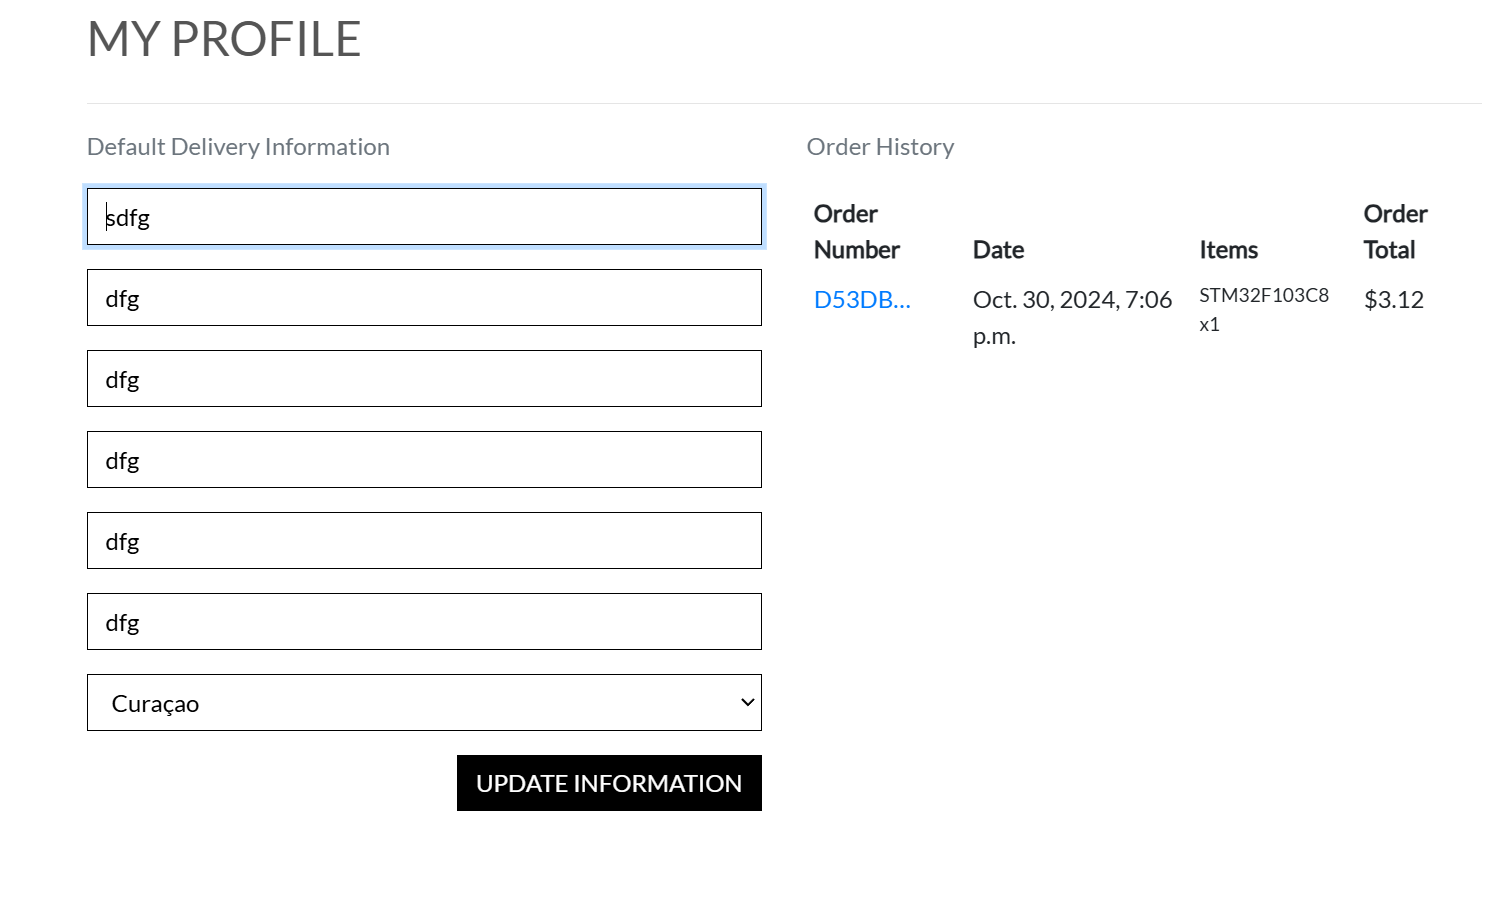 MY PROFILE
Default Delivery Information
sdfg
dfg
dfg
dfg
dfg
dfg
Curaçao
UPDATE INFORMATION
Order History
Order Number Date Items Order Total
D53DB... Oct. 30, 2024, 7:06 p.m. STM32F103C8 x1 $3.12